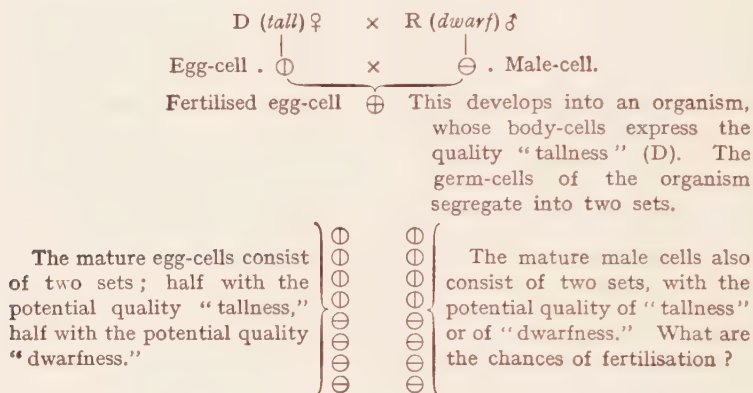 D (tall) ♀ × R (dwarf) ♂
Egg-cell . ⦶ × ⊖ . Male-cell.
Fertilised egg-cell ⊕ This develops into an organism,
whose body-cells express the
quality “tallness” (D). The
germ-cells of the organism
segregate into two sets.
The mature egg-cells consist
of two sets; half with the
potential quality “tallness,”
half with the potential quality
“dwarfness.”
The mature male cells also
consist of two sets, with the
potential quality of “tallness”
or of “dwarfness.” What are
the chances of fertilisation?